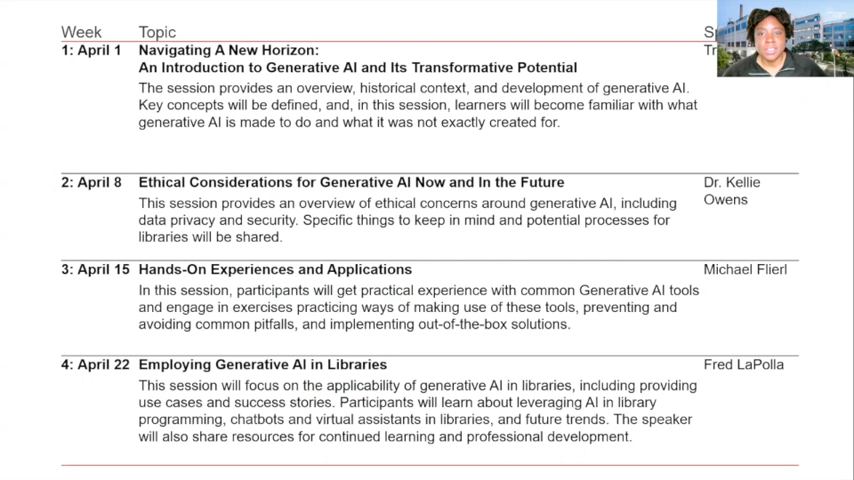 Week Topic
1: April 1 Navigating A New Horizon:
An Introduction to Generative AI and Its Transformative Potential
The session provides an overview, historical context, and development of generative AI.
Key concepts will be defined, and, in this session, learners will become familiar with what
generative AI is made to do and what it was not exactly created for.
2: April 8 Ethical Considerations for Generative AI Now and In the Future Dr. Kellie
Owens
This session provides an overview of ethical concerns around generative AI, including
data privacy and security. Specific things to keep in mind and potential processes for
libraries will be shared.
3: April 15 Hands-On Experiences and Applications Michael Flierl
In this session, participants will get practical experience with common Generative AI tools
and engage in exercises practicing ways of making use of these tools, preventing and
avoiding common pitfalls, and implementing out-of-the-box solutions.
4: April 22 Employing Generative AI in Libraries Fred LaPolla
This session will focus on the applicability of generative AI in libraries, including providing
use cases and success stories. Participants will learn about leveraging AI in library
programming, chatbots and virtual assistants in libraries, and future trends. The speaker
will also share resources for continued learning and professional development.